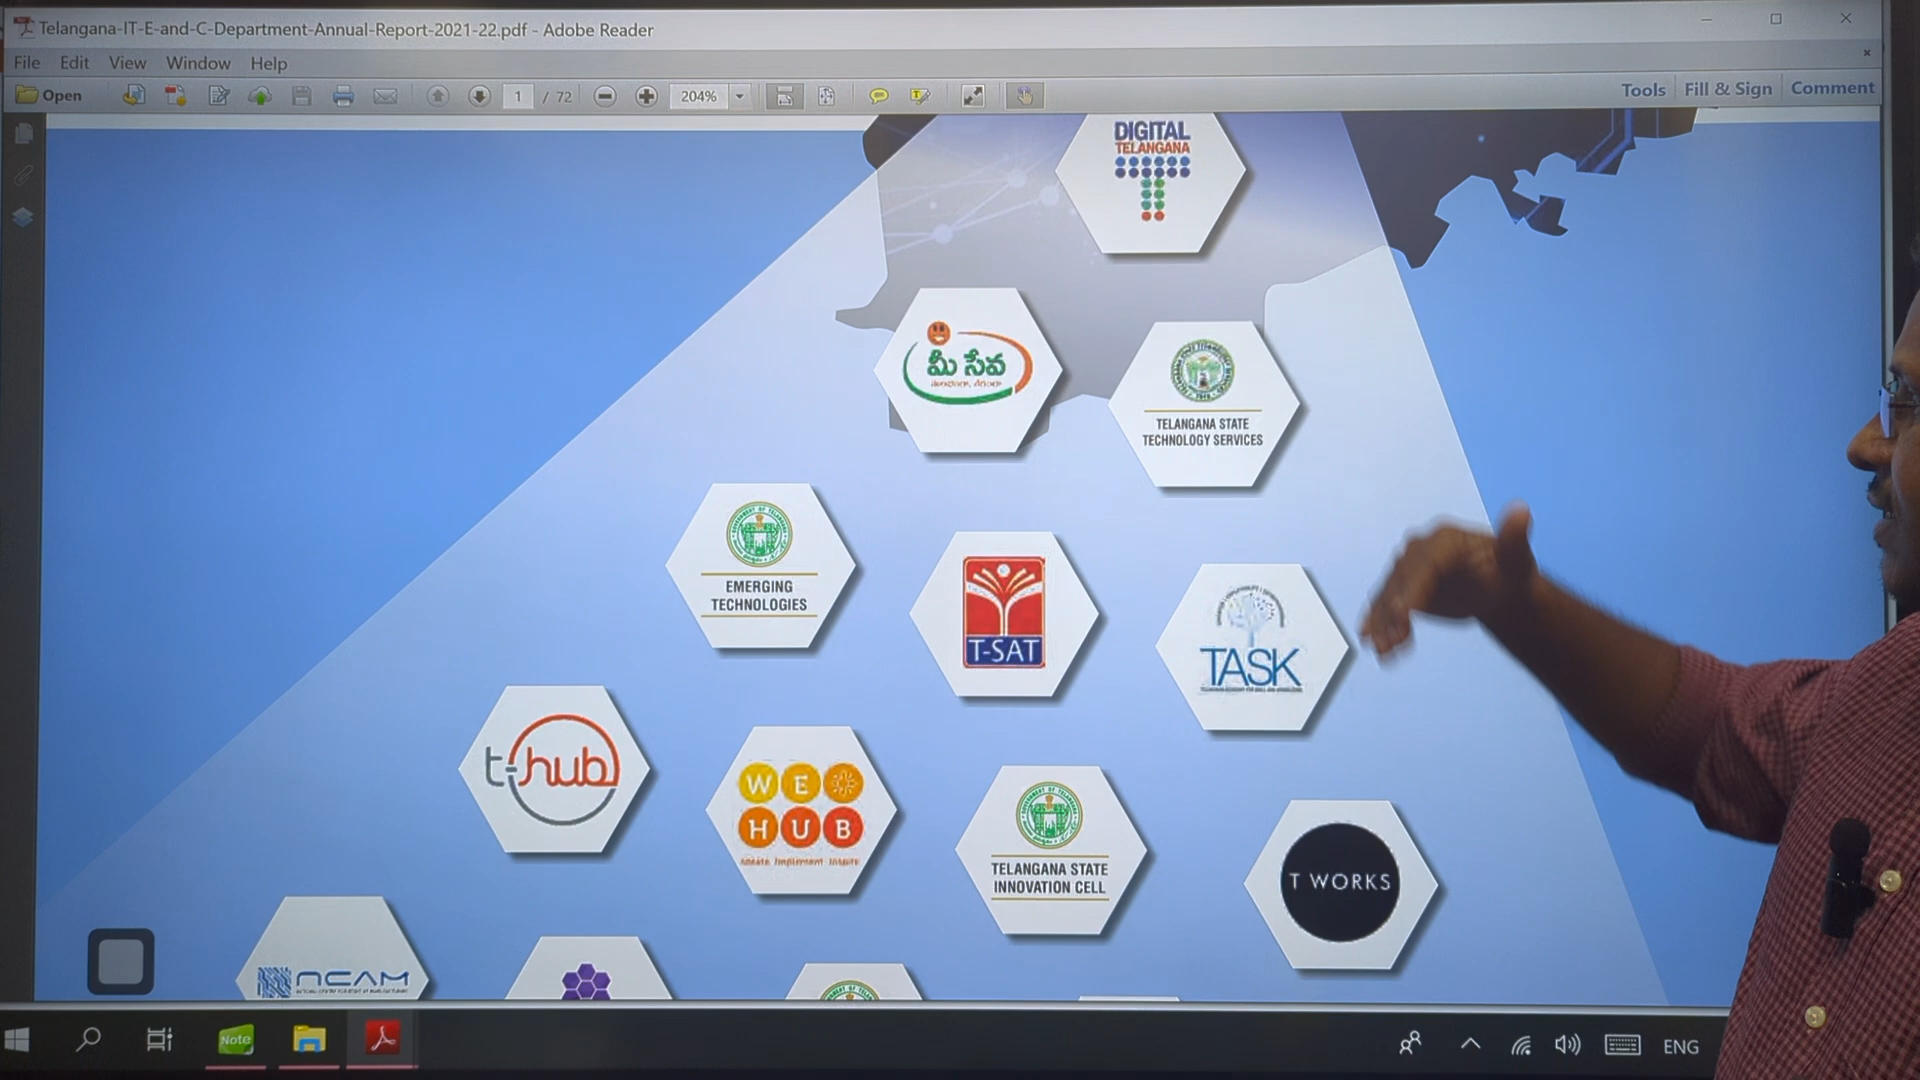 Telangana-IT-E-and-C-Department-Annual-Report-2021-22.pdf - Adobe Reader
File Edit View Window Help
Open 1 / 72 204% Tools Fill & Sign Comment
DIGITAL
TELANGANA
మీ సేవ
TELANGANA STATE
TECHNOLOGY SERVICES
EMERGING
TECHNOLOGIES
T-SAT
TASK
t-hub
WE
HUB
TELANGANA STATE
INNOVATION CELL
T WORKS
NCAM
Note
ENG